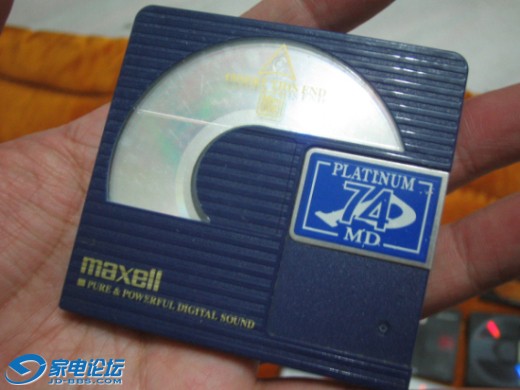 PLATINUM
74
MD
maxell
PURE & POWERFUL DIGITAL SOUND
家电论坛
JD-BBS.COM